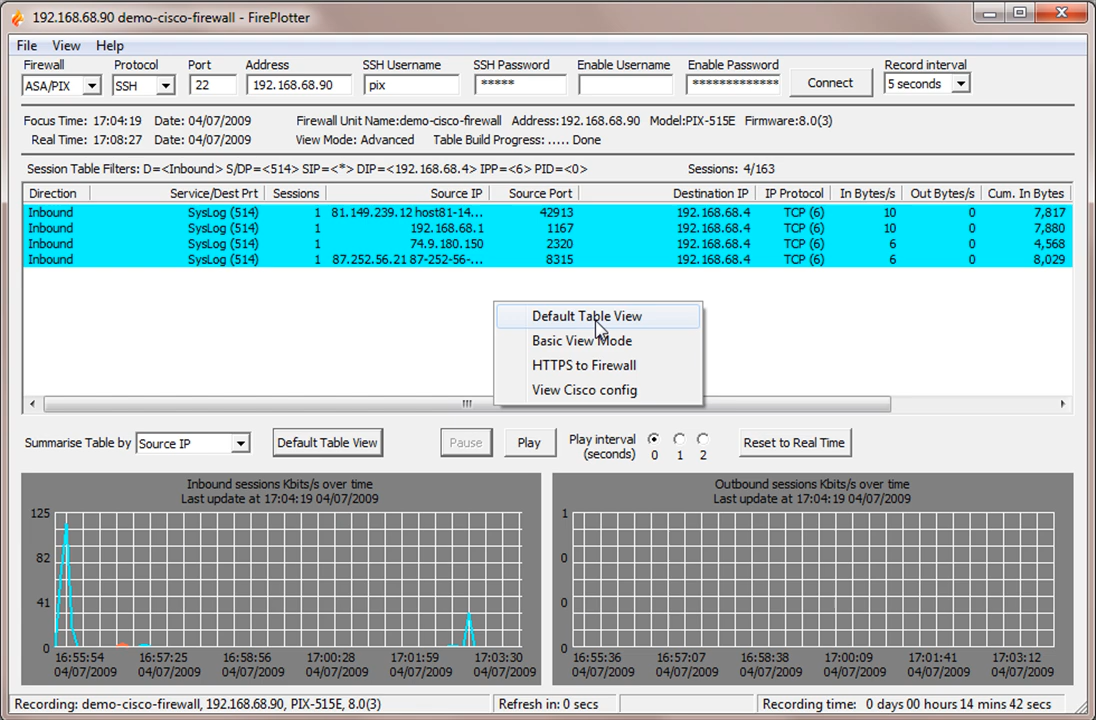 192.168.68.90 demo-cisco-firewall - FirePlotter
File View Help
Firewall Protocol Port Address SSH Username SSH Password Enable Username Enable Password Record interval
ASA/PIX SSH 22 192.168.68.90 pix ***** ************* Connect 5 seconds
Focus Time: 17:04:19 Date: 04/07/2009 Firewall Unit Name:demo-cisco-firewall Address:192.168.68.90 Model:PIX-515E Firmware:8.0(3)
Real Time: 17:08:27 Date: 04/07/2009 View Mode: Advanced Table Build Progress: ..... Done
Session Table Filters: D=<Inbound> S/DP=<514> SIP=<*> DIP=<192.168.68.4> IPP=<6> PID=<0> Sessions: 4/163
Direction Service/Dest Prt Sessions Source IP Source Port Destination IP IP Protocol In Bytes/s Out Bytes/s Cum. In Bytes
Inbound SysLog (514) 1 81.149.239.12 host81-14... 42913 192.168.68.4 TCP (6) 10 0 7,817
Inbound SysLog (514) 1 192.168.68.1 1167 192.168.68.4 TCP (6) 10 0 7,880
Inbound SysLog (514) 1 74.9.180.150 2320 192.168.68.4 TCP (6) 6 0 4,568
Inbound SysLog (514) 1 87.252.56.21 87-252-56-... 8315 192.168.68.4 TCP (6) 6 0 8,029
Default Table View
Basic View Mode
HTTPS to Firewall
View Cisco config
Summarise Table by Source IP Default Table View Pause Play Play interval (seconds) 0 1 2 Reset to Real Time
Inbound sessions Kbits/s over time
Last update at 17:04:19 04/07/2009
125
82
41
0
16:55:54 16:57:25 16:58:56 17:00:28 17:01:59 17:03:30
04/07/2009 04/07/2009 04/07/2009 04/07/2009 04/07/2009 04/07/2009
Outbound sessions Kbits/s over time
Last update at 17:04:19 04/07/2009
1
0
0
0
16:55:36 16:57:07 16:58:38 17:00:09 17:01:41 17:03:12
04/07/2009 04/07/2009 04/07/2009 04/07/2009 04/07/2009 04/07/2009
Recording: demo-cisco-firewall, 192.168.68.90, PIX-515E, 8.0(3) Refresh in: 0 secs Recording time: 0 days 00 hours 14 mins 42 secs